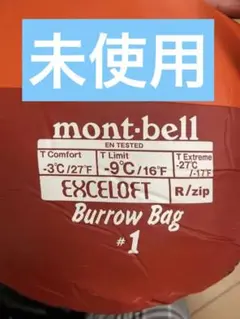 未使用
mont·bell
EN TESTED
T Comfort T Limit T Extreme
-3℃/27℉ -9℃/16℉ -27℃/-17℉
EXCELOFT R/zip
Burrow Bag
#1